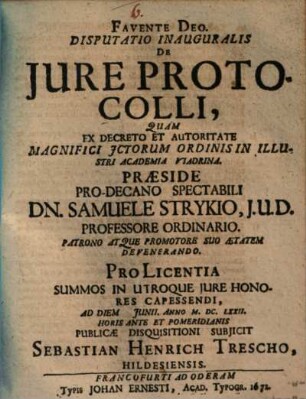 6.
FAVENTE DEO.
DISPUTATIO INAUGURALIS
DE
JURE PROTO-
COLLI,
QUAM
EX DECRETO ET AUTORITATE
MAGNIFICI JCTORUM ORDINIS IN ILLU-
STRI ACADEMIA VIADRINA.
PRÆSIDE
PRO-DECANO SPECTABILI
DN. SAMUELE STRYKIO, J.U.D.
PROFESSORE ORDINARIO.
PATRONO ATQUE PROMOTORE SUO ÆTATEM
DEVENERANDO.
PRO LICENTIA
SUMMOS IN UTROQUE JURE HONO-
RES CAPESSENDI,
AD DIEM JUNII. ANNO M. DC. LXXII.
HORIS ANTE ET POMERIDIANIS
PUBLICÆ DISQUISITIONI SUBJICIT
SEBASTIAN HENRICH TRESCHO,
HILDESIENSIS.
FRANCOFURTI AD ODERAM
TYPIS JOHAN ERNESTI, ACAD. TYPOGR. 1672.